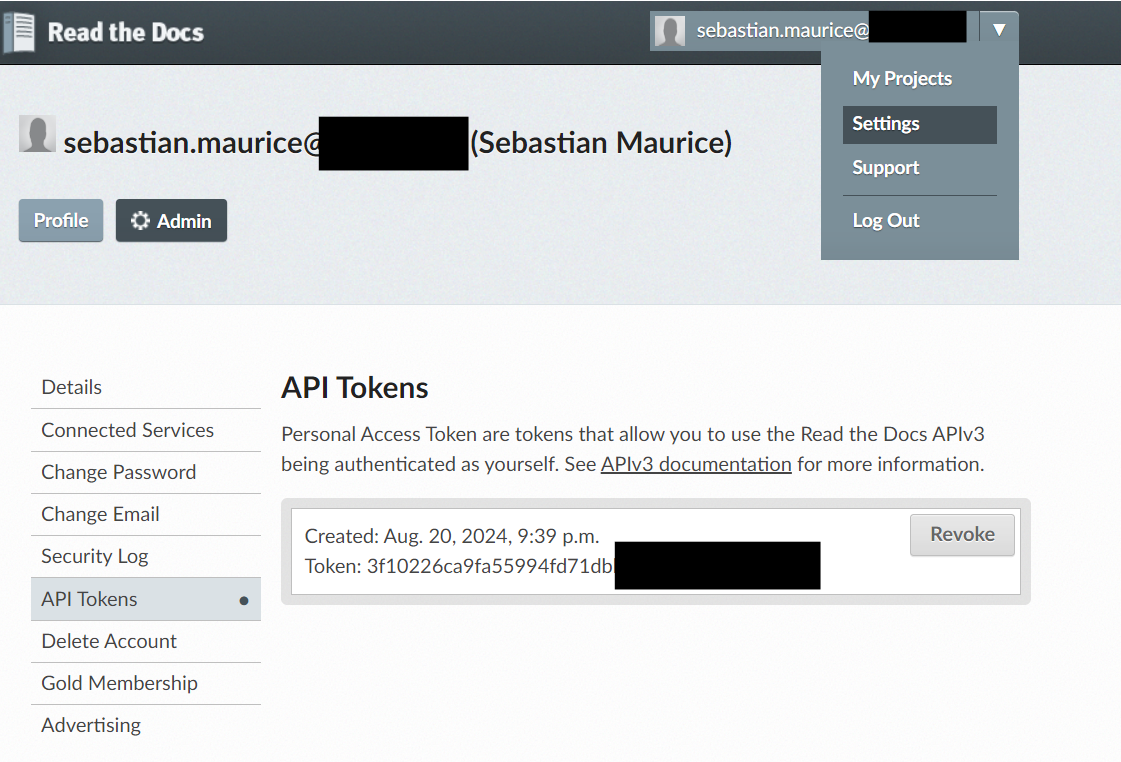 Read the Docs
sebastian.maurice@
▼
My Projects
Settings
Support
Log Out
sebastian.maurice@ (Sebastian Maurice)
Profile
Admin
Details
Connected Services
Change Password
Change Email
Security Log
API Tokens
Delete Account
Gold Membership
Advertising
API Tokens
Personal Access Token are tokens that allow you to use the Read the Docs APIv3
being authenticated as yourself. See APIv3 documentation for more information.
Created: Aug. 20, 2024, 9:39 p.m.
Token: 3f10226ca9fa55994fd71db
Revoke